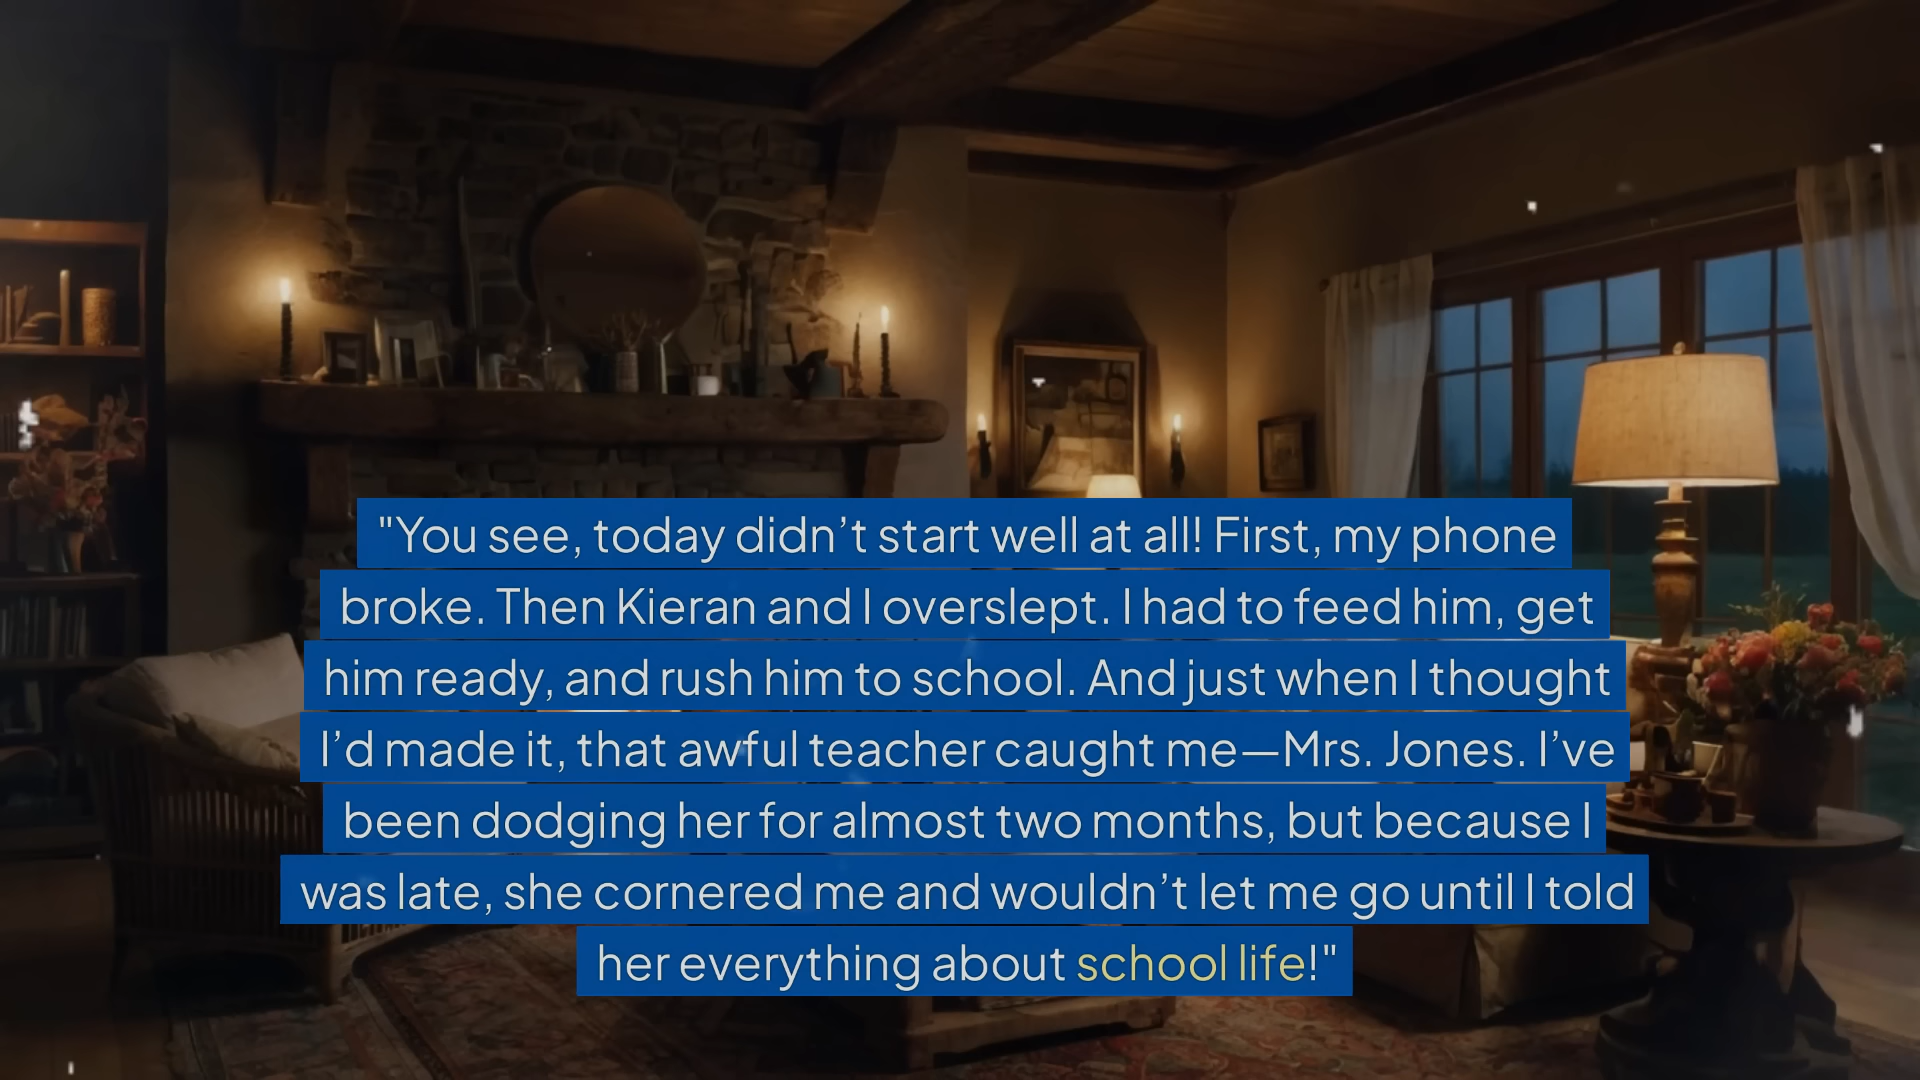 "You see, today didn’t start well at all! First, my phone
broke. Then Kieran and I overslept. I had to feed him, get
him ready, and rush him to school. And just when I thought
I’d made it, that awful teacher caught me—Mrs. Jones. I’ve
been dodging her for almost two months, but because I
was late, she cornered me and wouldn’t let me go until I told
her everything about school life!"